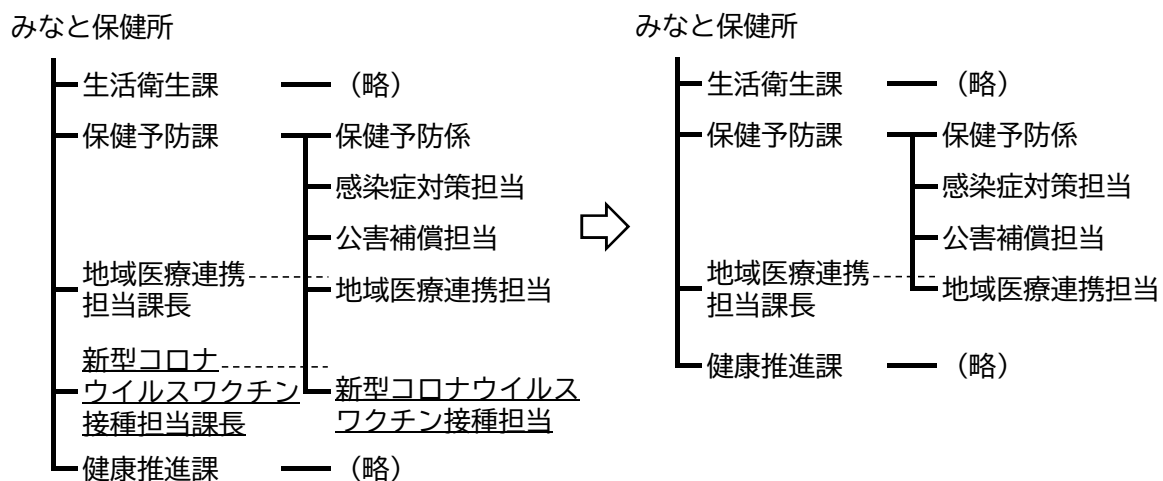 みなと保健所
生活衛生課 （略）
保健予防課 保健予防係
感染症対策担当
公害補償担当
地域医療連携
担当課長
地域医療連携担当
新型コロナ
ウイルスワクチン
接種担当課長
新型コロナウイルス
ワクチン接種担当
健康推進課 （略）
みなと保健所
生活衛生課 （略）
保健予防課 保健予防係
感染症対策担当
公害補償担当
地域医療連携
担当課長
地域医療連携担当
健康推進課 （略）